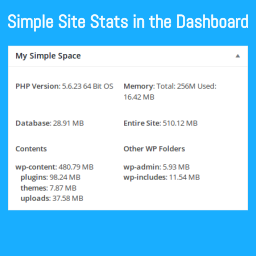 Simple Site Stats in the Dashboard
My Simple Space
PHP Version: 5.6.23 64 Bit OS
Memory: Total: 256M Used:
16.42 MB
Database: 28.91 MB
Entire Site: 510.12 MB
Contents
Other WP Folders
wp-content: 480.79 MB
wp-admin: 5.93 MB
plugins: 98.24 MB
wp-includes: 11.54 MB
themes: 7.87 MB
uploads: 37.58 MB